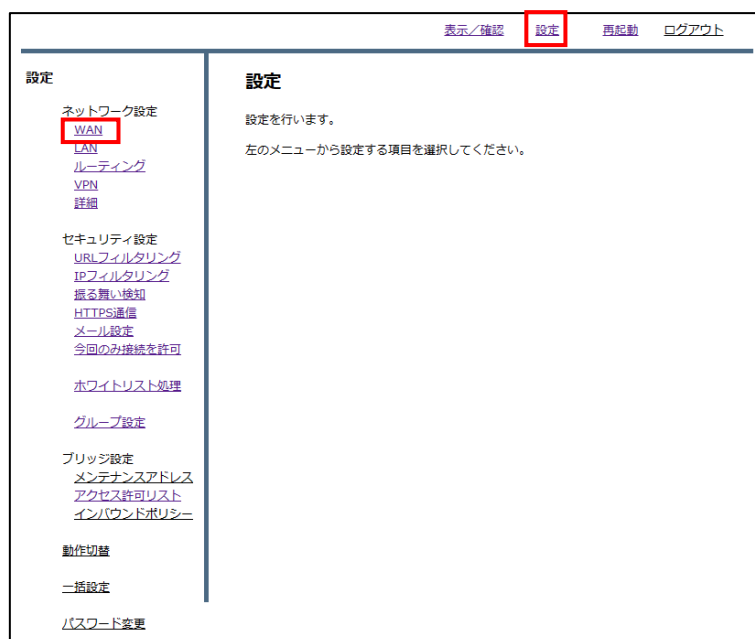 表示／確認 設定 再起動 ログアウト
設定
ネットワーク設定
WAN
LAN
ルーティング
VPN
詳細
セキュリティ設定
URLフィルタリング
IPフィルタリング
振る舞い検知
HTTPS通信
メール設定
今回のみ接続を許可
ホワイトリスト処理
グループ設定
ブリッジ設定
メンテナンスアドレス
アクセス許可リスト
インバウンドポリシー
動作切替
一括設定
パスワード変更
設定
設定を行います。
左のメニューから設定する項目を選択してください。